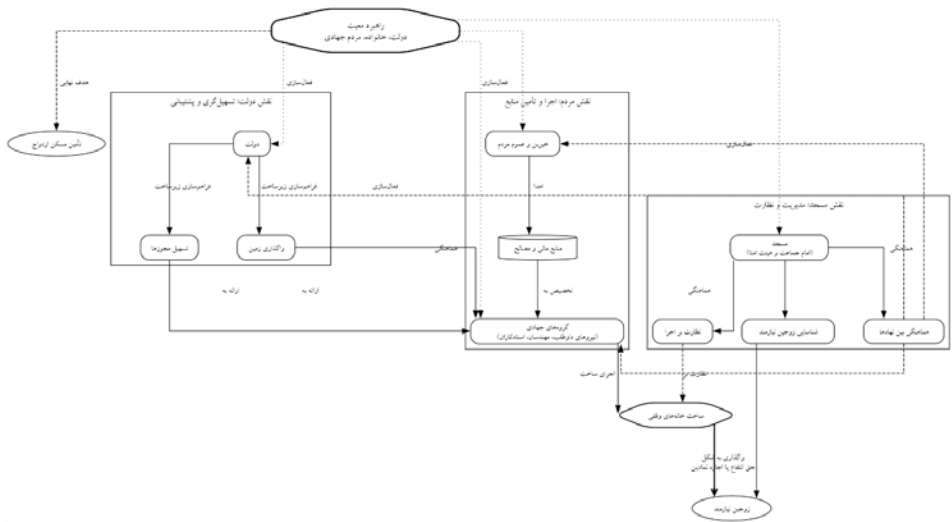 راهبرد معیت
دولت، خانواده، مردم جهادی
هدف نهایی
فعال‌سازی
فعال‌سازی
نقش دولت: تسهیل‌گری و پشتیبانی
نقش مردم: اجرا و تأمین منابع
تأمین مسکن ازدواج
دولت
خیرین و عموم مردم
فعال‌سازی
فراهم‌سازی زیرساخت
فراهم‌سازی زیرساخت
فعال‌سازی
اهدا
نقش مسجد: مدیریت و نظارت
تسهیل مجوزها
واگذاری زمین
هماهنگی
منابع مالی و مصالح
مسجد
(امام جماعت و هیئت امنا)
هماهنگی
ارائه به
ارائه به
تخصیص به
هماهنگی
گروه‌های جهادی
(نیروهای داوطلب، مهندسان، استادکاران)
نظارت بر اجرا
شناسایی زوجین نیازمند
هماهنگی بین نهادها
اجرای ساخت
نظارت بر
ساخت خانه‌های وقفی
واگذاری به شکل
حق انتفاع یا اجاره نمادین
زوجین نیازمند